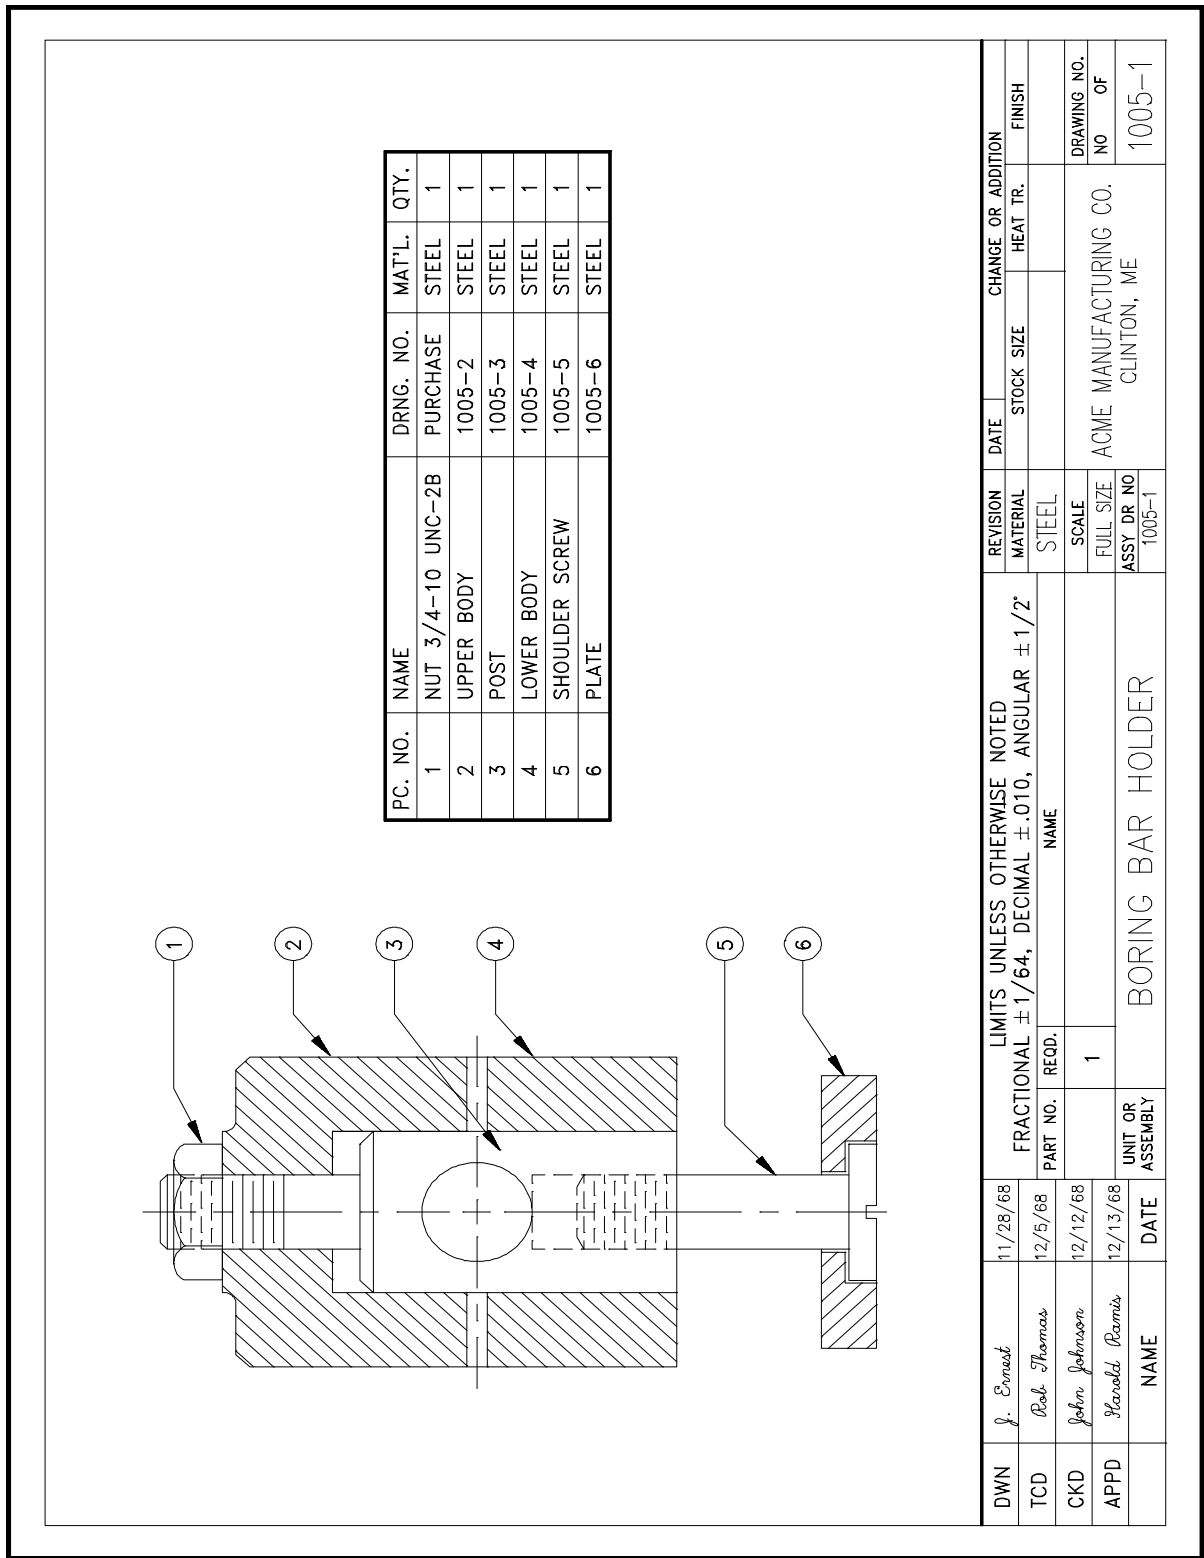 1
2
3
4
5
6
PC. NO. NAME DRNG. NO. MAT'L. QTY.
1 NUT 3/4-10 UNC-2B PURCHASE STEEL 1
2 UPPER BODY 1005-2 STEEL 1
3 POST 1005-3 STEEL 1
4 LOWER BODY 1005-4 STEEL 1
5 SHOULDER SCREW 1005-5 STEEL 1
6 PLATE 1005-6 STEEL 1
DWN J. Ernest 11/28/68
TCD Rob Thomas 12/5/68
CKD John Johnson 12/12/68
APPD Harold Ramis 12/13/68
NAME DATE
LIMITS UNLESS OTHERWISE NOTED
FRACTIONAL ±1/64, DECIMAL ±.010, ANGULAR ±1/2°
PART NO. REQD. NAME
1
UNIT OR
ASSEMBLY
BORING BAR HOLDER
REVISION DATE CHANGE OR ADDITION
MATERIAL STOCK SIZE HEAT TR. FINISH
STEEL
SCALE
FULL SIZE
ASSY DR NO
1005-1
ACME MANUFACTURING CO.
CLINTON, ME
DRAWING NO.
NO OF
1005-1